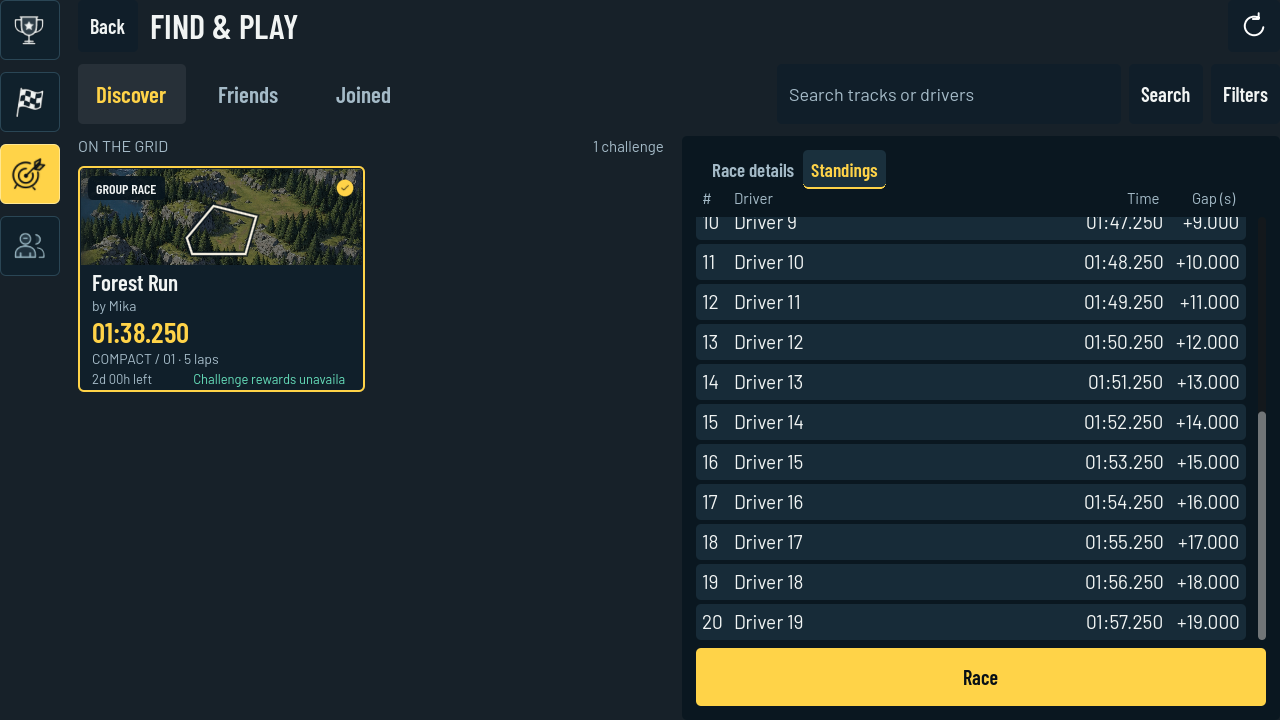 Back
FIND & PLAY
Discover
Friends
Joined
Search tracks or drivers
Search
Filters
ON THE GRID
1 challenge
GROUP RACE
Forest Run
by Mika
01:38.250
COMPACT / 01 · 5 laps
2d 00h left
Challenge rewards unavaila
Race details
Standings
# Driver Time Gap (s)
10 Driver 9 01:47.250 +9.000
11 Driver 10 01:48.250 +10.000
12 Driver 11 01:49.250 +11.000
13 Driver 12 01:50.250 +12.000
14 Driver 13 01:51.250 +13.000
15 Driver 14 01:52.250 +14.000
16 Driver 15 01:53.250 +15.000
17 Driver 16 01:54.250 +16.000
18 Driver 17 01:55.250 +17.000
19 Driver 18 01:56.250 +18.000
20 Driver 19 01:57.250 +19.000
Race